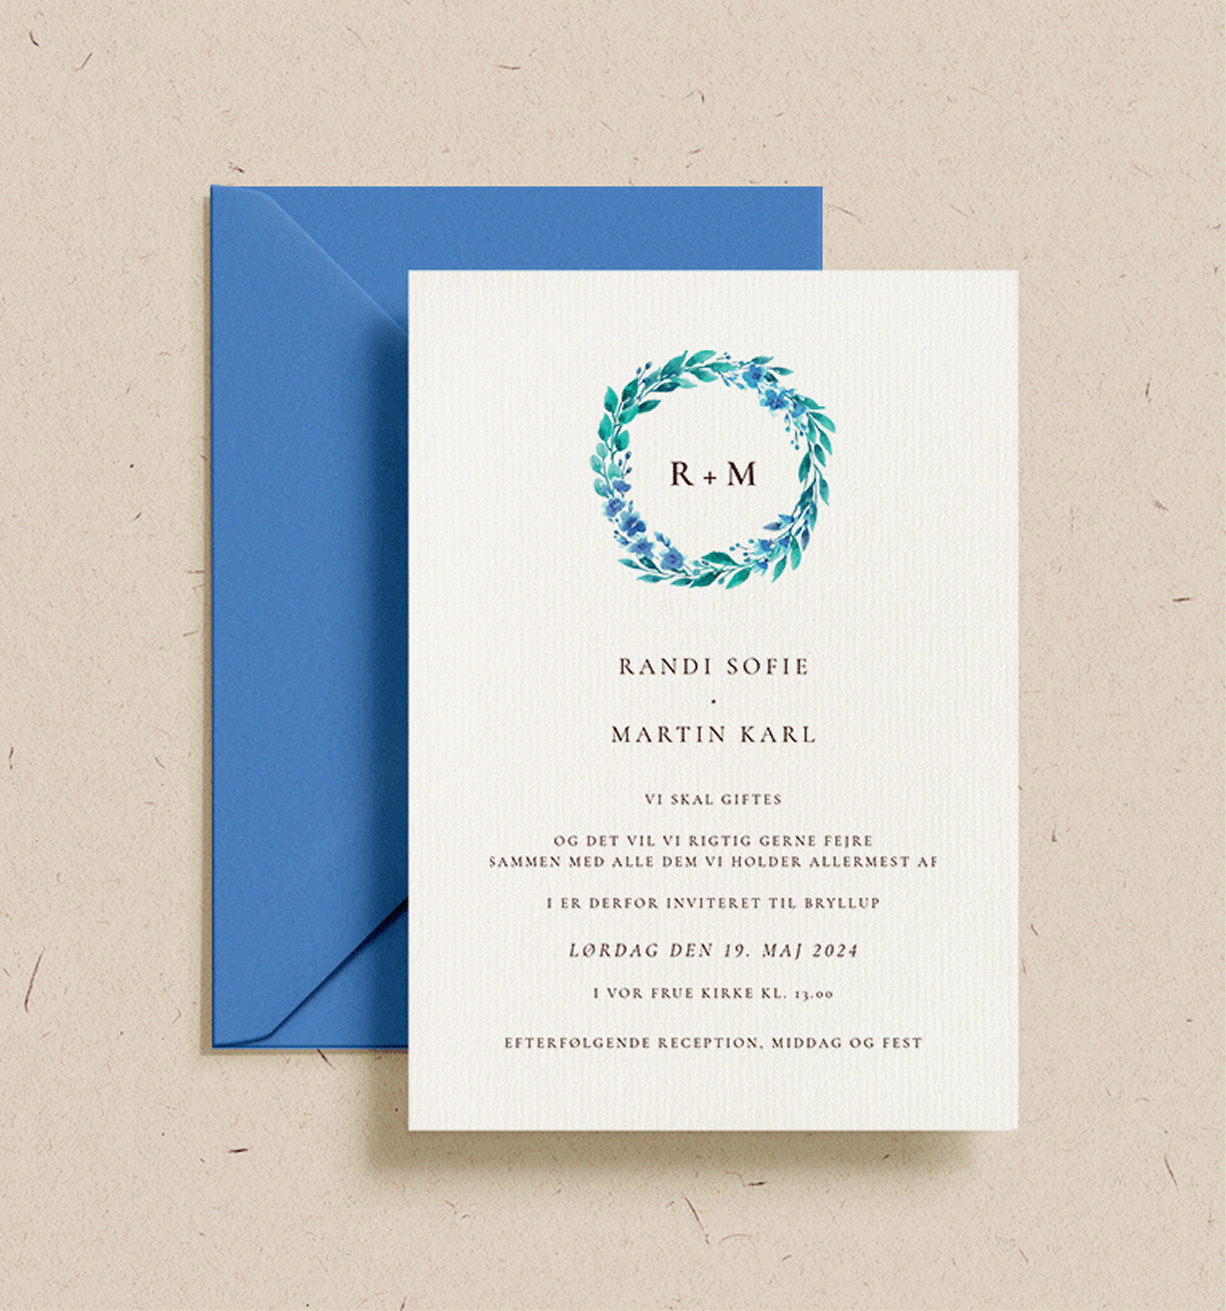 R + M
RANDI SOFIE
•
MARTIN KARL
VI SKAL GIFTES
OG DET VIL VI RIGTIG GERNE FEJRE
SAMMEN MED ALLE DEM VI HOLDER ALLERMEST AF
I ER DERFOR INVITERET TIL BRYLLUP
LØRDAG DEN 19. MAJ 2024
I VOR FRUE KIRKE KL. 13.00
EFTERFØLGENDE RECEPTION, MIDDAG OG FEST